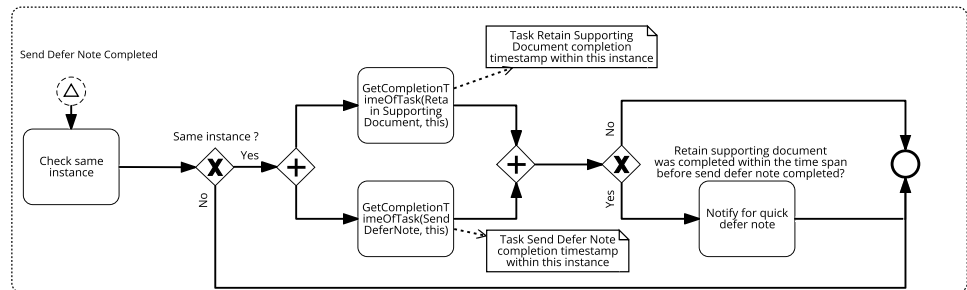 Send Defer Note Completed
Check same
instance
Same instance ?
Yes
No
GetCompletionT
imeOfTask(Reta
in Supporting
Document, this)
Task Retain Supporting
Document completion
timestamp within this instance
GetCompletionT
imeOfTask(Send
DeferNote, this)
Task Send Defer Note
completion timestamp
within this instance
No
Yes
Retain supporting document
was completed within the time span
before send defer note completed?
Notify for quick
defer note